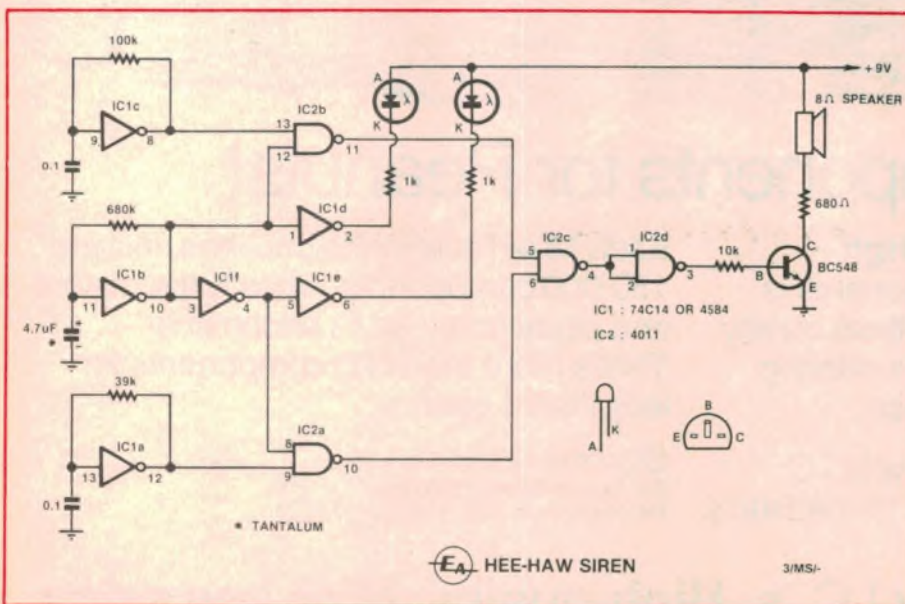 p
ents for
100k
IC1c
9
8
0.1
IC2b
13
12
11
A
λ
K
1k
A
λ
K
1k
+9V
8Ω SPEAKER
680Ω
680k
IC1d
1
2
IC1b
11
10
IC1f
3
4
IC1e
5
6
4.7uF
+
*
-
IC2c
5
6
4
IC2d
1
2
3
10k
B
C
E
BC548
IC1 : 74C14 OR 4584
IC2 : 4011
39k
IC1a
13
12
0.1
IC2a
8
9
10
K
A
B
E
C
* TANTALUM
EA HEE-HAW SIREN
3/MS/-